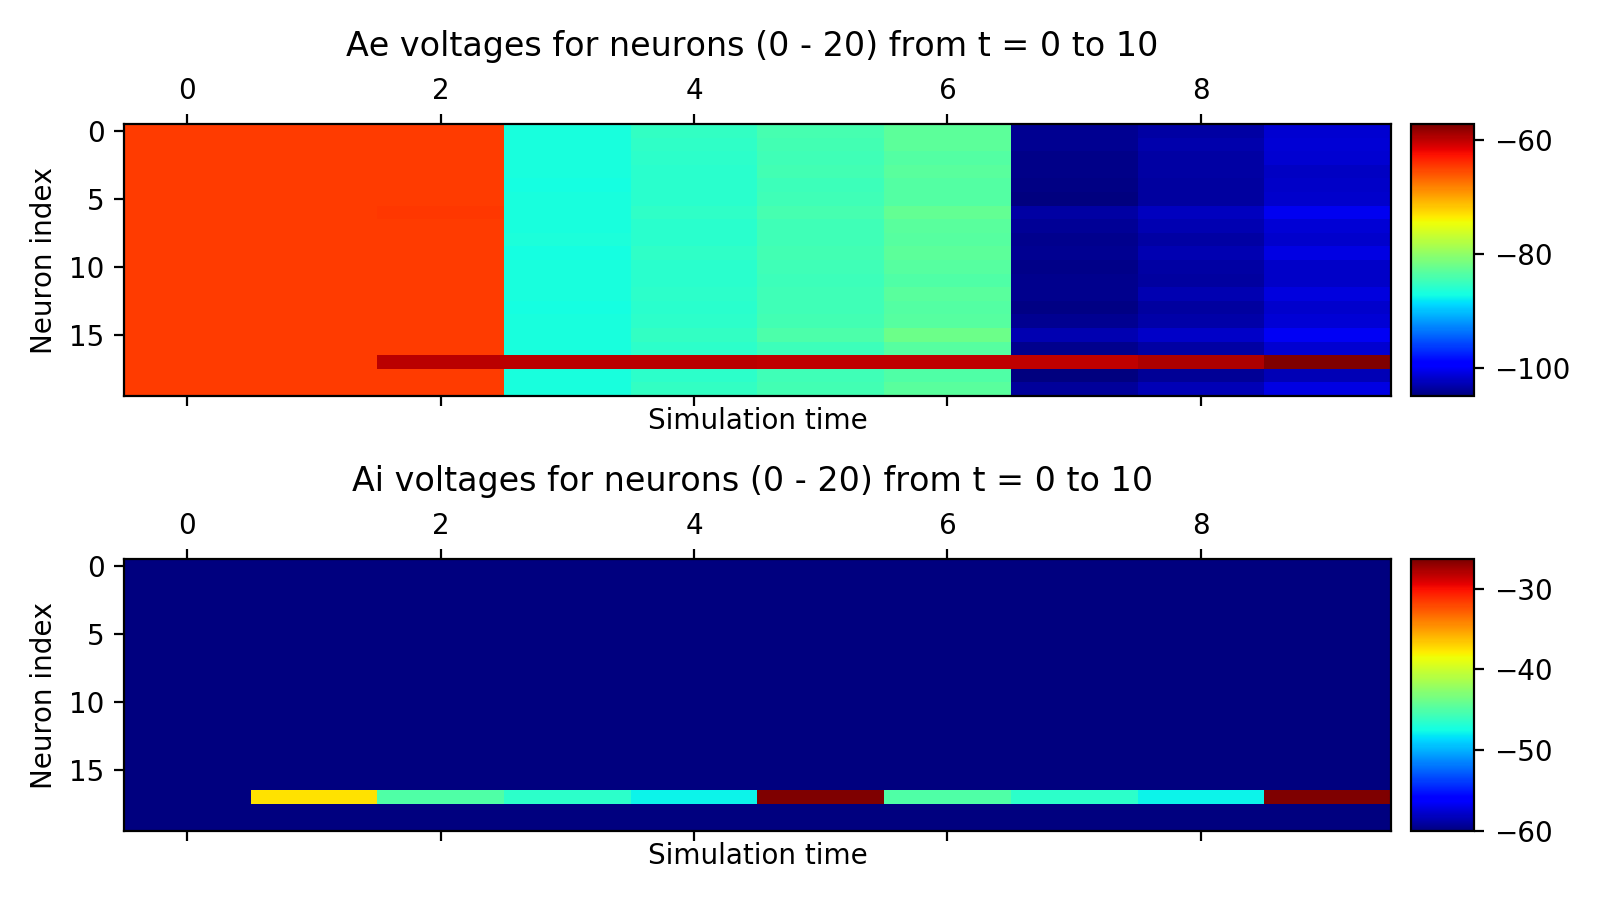 Ae voltages for neurons (0 - 20) from t = 0 to 10
0 2 4 6 8
Neuron index
0
5
10
15
−60
−80
−100
Simulation time
Ai voltages for neurons (0 - 20) from t = 0 to 10
0 2 4 6 8
Neuron index
0
5
10
15
−30
−40
−50
−60
Simulation time